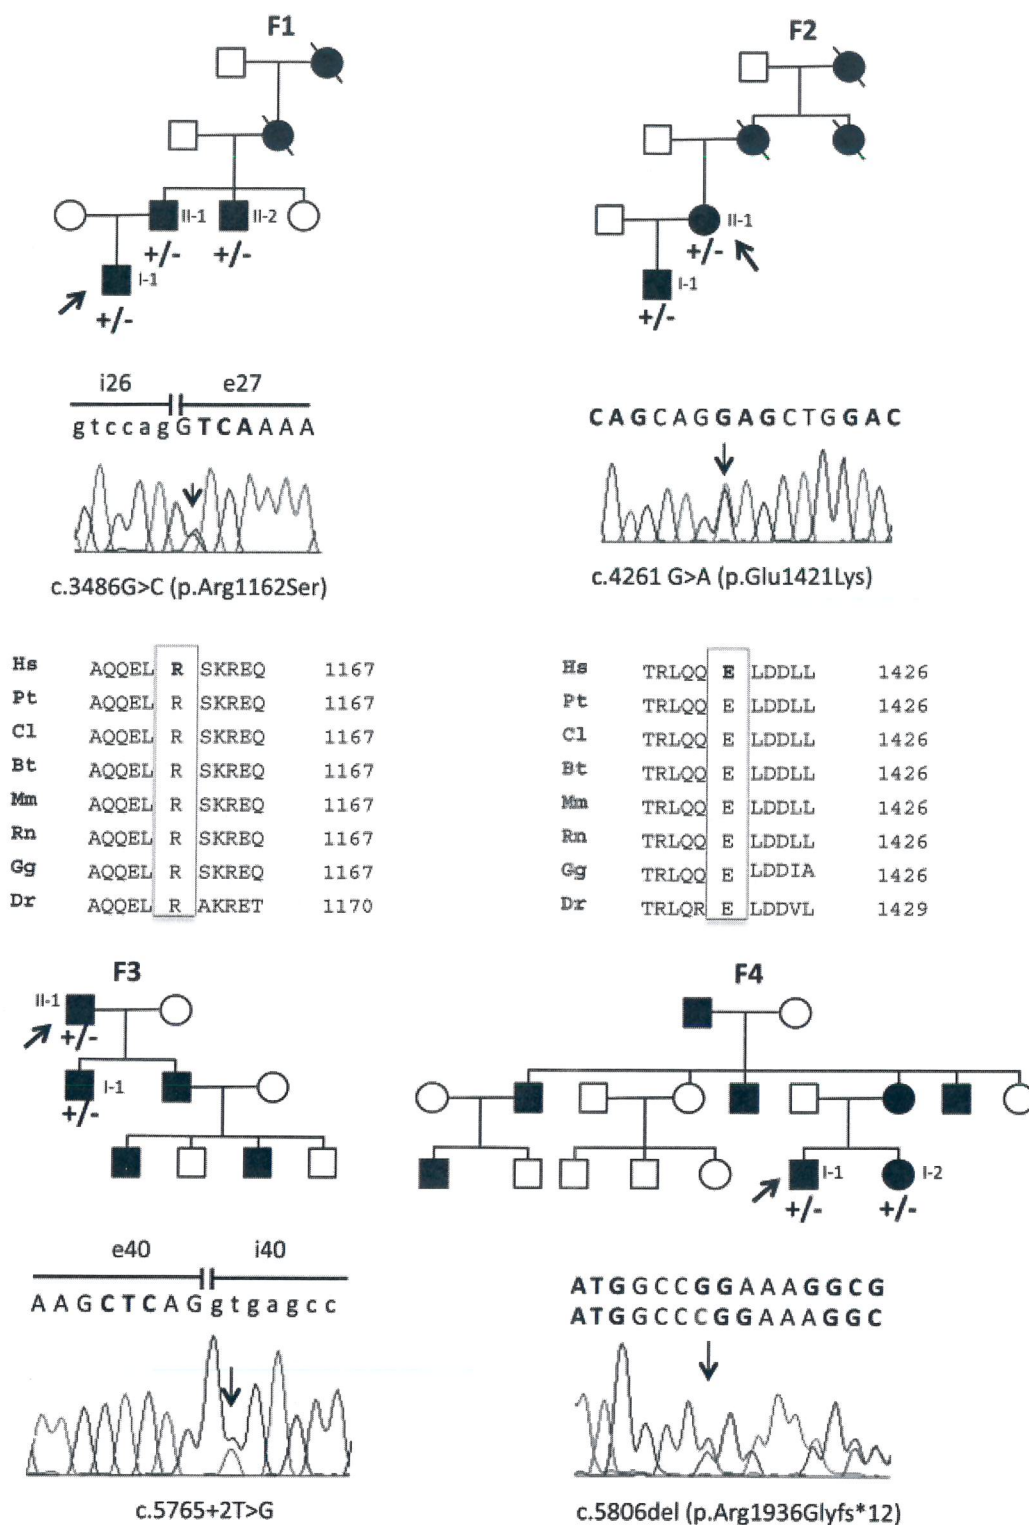 F1
F2
II-1
II-2
+/-
+/-
I-1
+/-
II-1
+/-
I-1
+/-
i26 e27
gtccagGTCAAAA
CAGCAGGAGCTGGAC
c.3486G>C (p.Arg1162Ser)
c.4261 G>A (p.Glu1421Lys)
Hs AQQEL R SKREQ 1167
Pt AQQEL R SKREQ 1167
Cl AQQEL R SKREQ 1167
Bt AQQEL R SKREQ 1167
Mm AQQEL R SKREQ 1167
Rn AQQEL R SKREQ 1167
Gg AQQEL R SKREQ 1167
Dr AQQEL R AKRET 1170
Hs TRLQQ E LDDLL 1426
Pt TRLQQ E LDDLL 1426
Cl TRLQQ E LDDLL 1426
Bt TRLQQ E LDDLL 1426
Mm TRLQQ E LDDLL 1426
Rn TRLQQ E LDDLL 1426
Gg TRLQQ E LDDIA 1426
Dr TRLQR E LDDVL 1429
F3
II-1
+/-
I-1
+/-
F4
I-1
I-2
+/-
+/-
e40 i40
AAGCTCAGgtgagcc
c.5765+2T>G
ATGGCCGGAAAGGCG
ATGGCCCGGAAAGGC
c.5806del (p.Arg1936Glyfs*12)